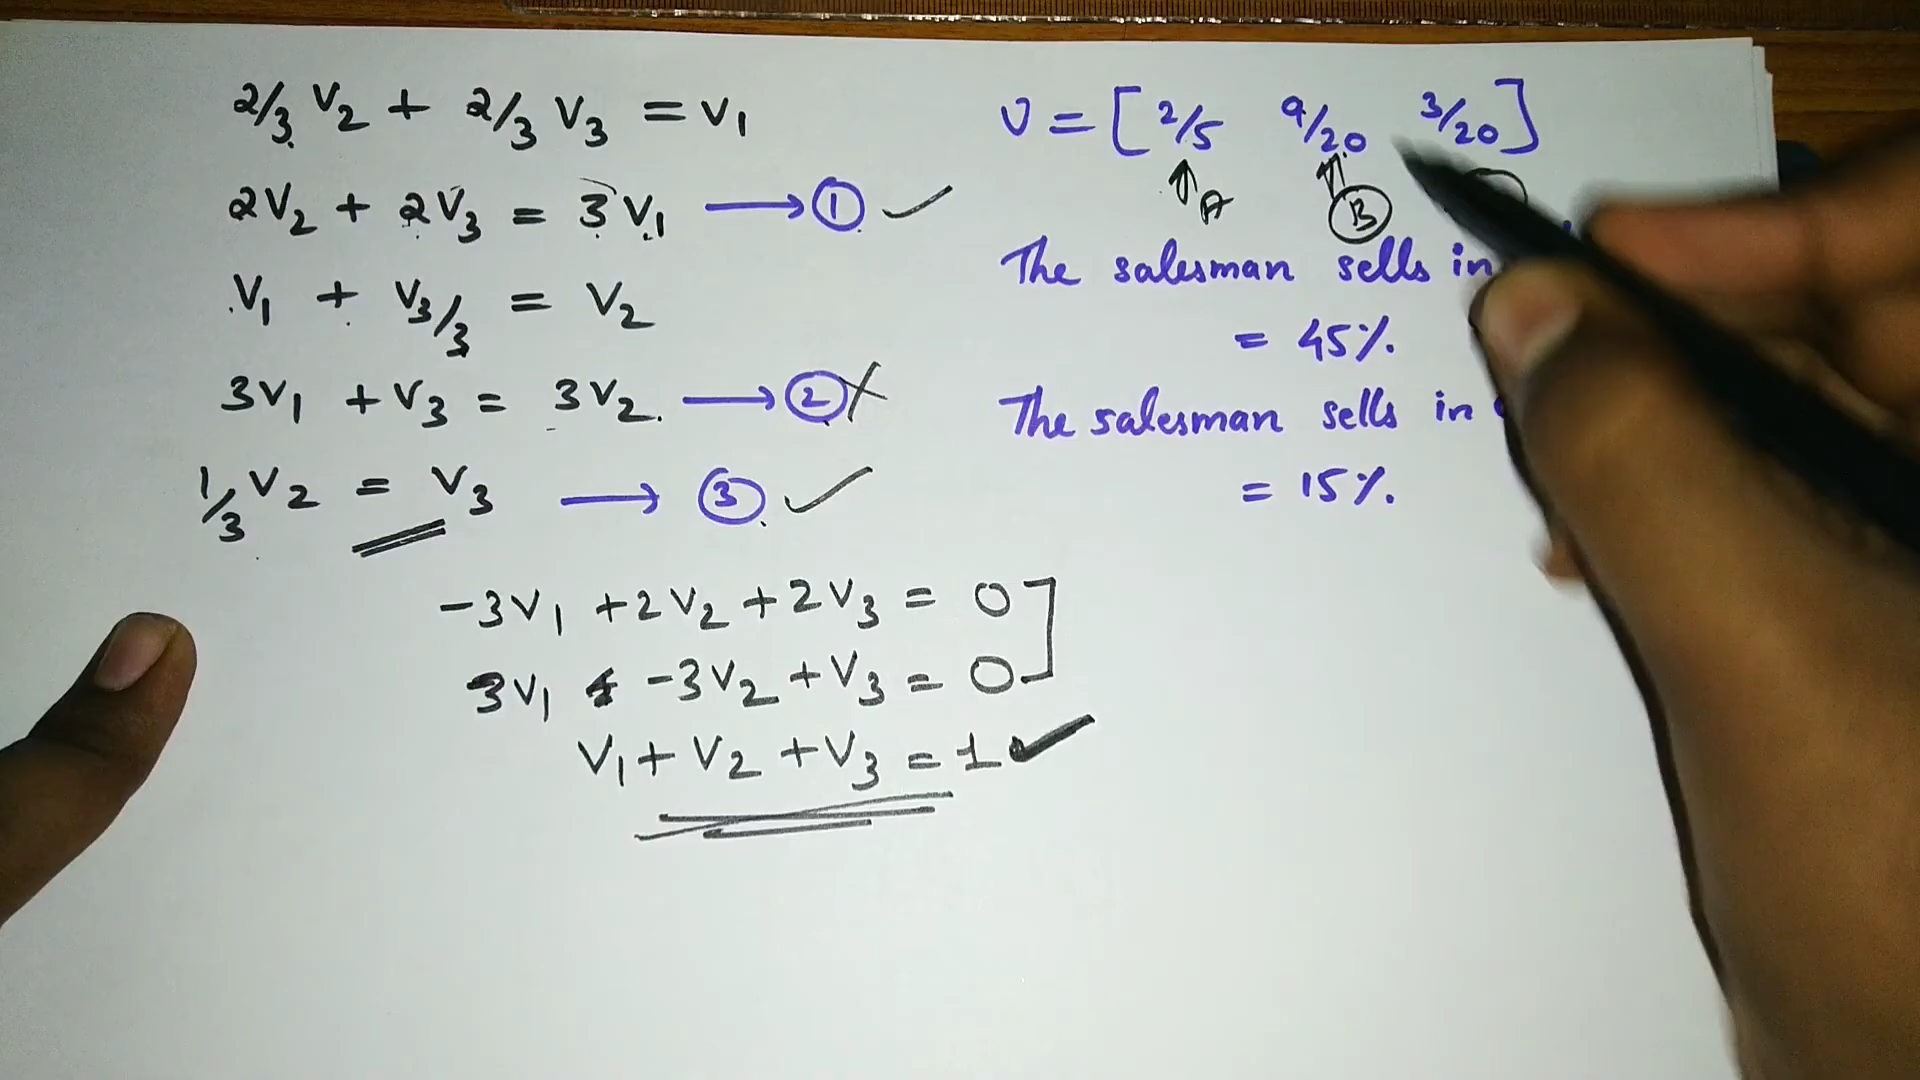 2/3 V2 + 2/3 V3 = V1
2V2 + 2V3 = 3V1 → ① ✓
V1 + V3/3 = V2
3V1 + V3 = 3V2 → ② ✗
1/3 V2 = V3 → ③ ✓
-3V1 + 2V2 + 2V3 = 0
3V1 -3V2 + V3 = 0
V1 + V2 + V3 = 1 ✓
V = [2/5 9/20 3/20]
A B
The salesman sells in
= 45%.
The salesman sells in
= 15%.